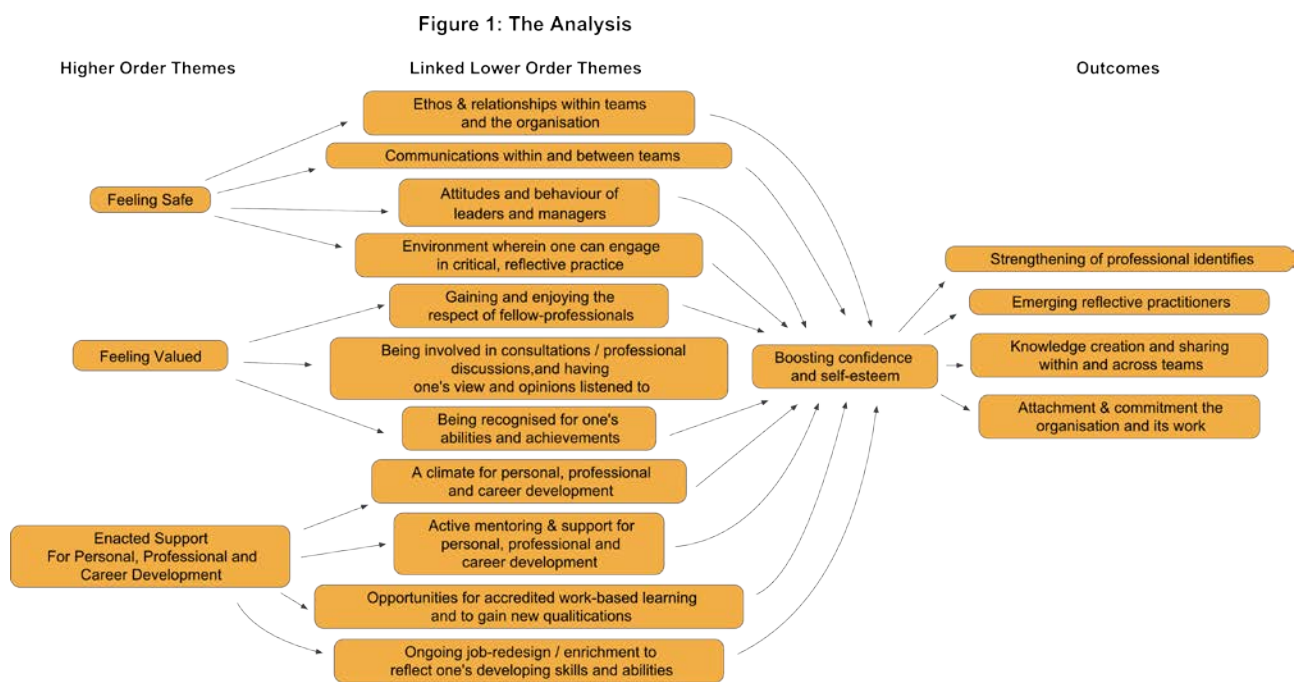 Figure 1: The Analysis
Higher Order Themes
Linked Lower Order Themes
Outcomes
Ethos & relationships within teams
and the organisation
Communications within and between teams
Feeling Safe
Attitudes and behaviour of
leaders and managers
Environment wherein one can engage
in critical, reflective practice
Gaining and enjoying the
respect of fellow-professionals
Feeling Valued
Being involved in consultations / professional
discussions,and having
one's view and opinions listened to
Being recognised for one's
abilities and achievements
A climate for personal, professional
and career development
Enacted Support
For Personal, Professional and
Career Development
Active mentoring & support for
personal, professional and
career development
Opportunities for accredited work-based learning
and to gain new qualitications
Ongoing job-redesign / enrichment to
reflect one's developing skills and abilities
Boosting confidence
and self-esteem
Strengthening of professional identifies
Emerging reflective practitioners
Knowledge creation and sharing
within and across teams
Attachment & commitment the
organisation and its work